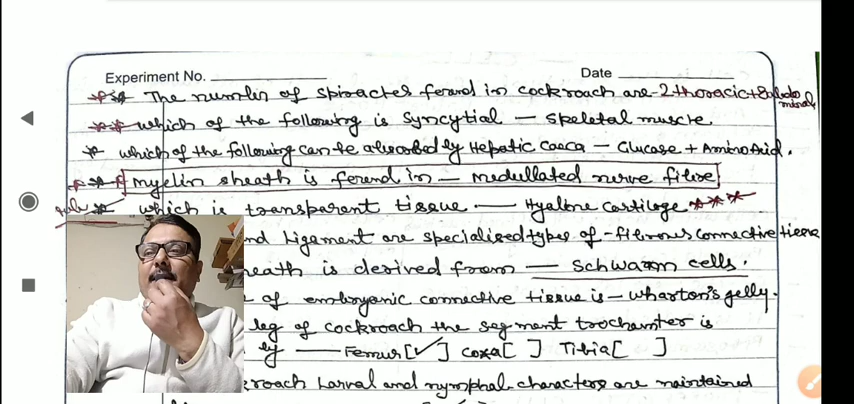 Experiment No. Date
** The number of spiracles found in cockroach are - 2 thoracic + 8 abdominal
** which of the following is Syncytial — Skeletal muscle.
* which of the following can be absorbed by Hepatic Caeca — Glucose + Amino Acid.
*** Myelin sheath is found in — medullated nerve fibre
* which is transparent tissue — Hyaline cartilage ***
nd Ligament are specialised types of - fibrous connective tissue
heath is derived from — Schwann cells.
of embryonic connective tissue is — wharton's gelly.
leg of cockroach the segment trochanter is
by — Femur [✓] coxa [ ] Tibia [ ]
roach Larval and nymphal characters are maintained